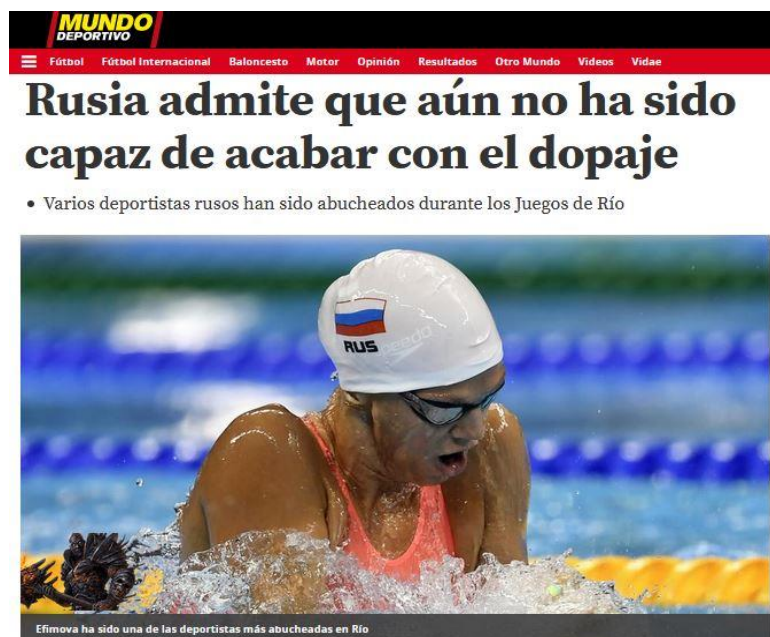 MUNDO
DEPORTIVO
Fútbol Fútbol Internacional Baloncesto Motor Opinión Resultados Otro Mundo Videos Vidae
Rusia admite que aún no ha sido
capaz de acabar con el dopaje
• Varios deportistas rusos han sido abucheados durante los Juegos de Río
RUS
speedo
Efimova ha sido una de las deportistas más abucheadas en Río